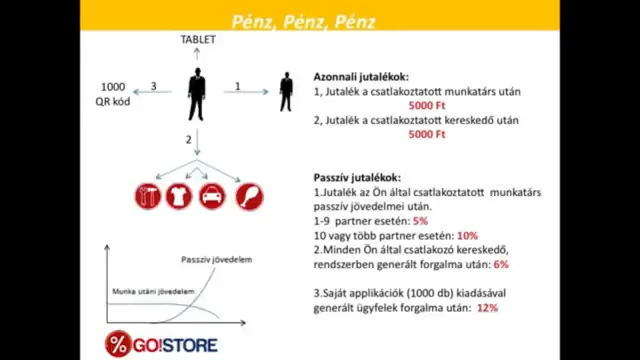 Pénz, Pénz, Pénz
TABLET
1000
QR kód
3
1
2
Azonnali jutalékok:
1, Jutalék a csatlakoztatott munkatárs után
5000 Ft
2, Jutalék a csatlakoztatott kereskedő után
5000 Ft
Passzív jutalékok:
1.Jutalék az Ön által csatlakoztatott munkatárs
passzív jövedelmei után.
1-9 partner esetén: 5%
10 vagy több partner esetén: 10%
2.Minden Ön által csatlakozó kereskedő,
rendszerben generált forgalma után: 6%
3.Saját applikációk (1000 db) kiadásával
generált ügyfelek forgalma után: 12%
Passzív jövedelem
Munka utáni jövedelem
% GO!STORE